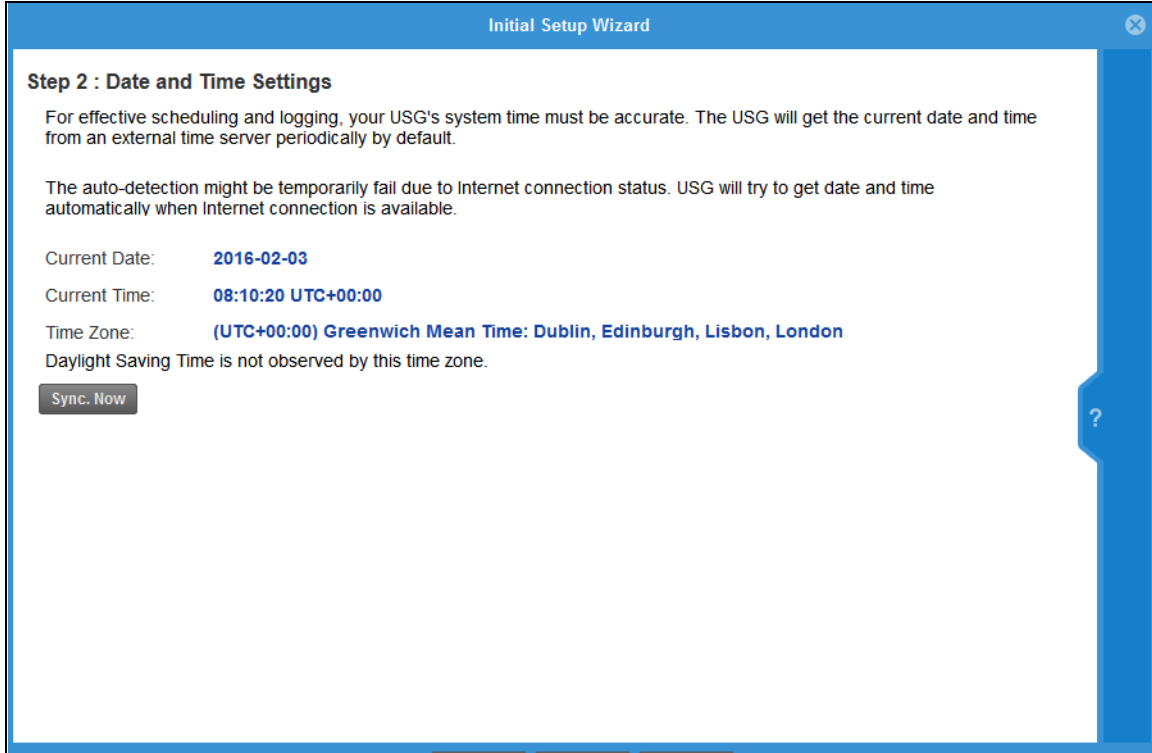 Initial Setup Wizard
Step 2 : Date and Time Settings
For effective scheduling and logging, your USG's system time must be accurate. The USG will get the current date and time
from an external time server periodically by default.
The auto-detection might be temporarily fail due to Internet connection status. USG will try to get date and time
automatically when Internet connection is available.
Current Date: 2016-02-03
Current Time: 08:10:20 UTC+00:00
Time Zone: (UTC+00:00) Greenwich Mean Time: Dublin, Edinburgh, Lisbon, London
Daylight Saving Time is not observed by this time zone.
Sync. Now
?